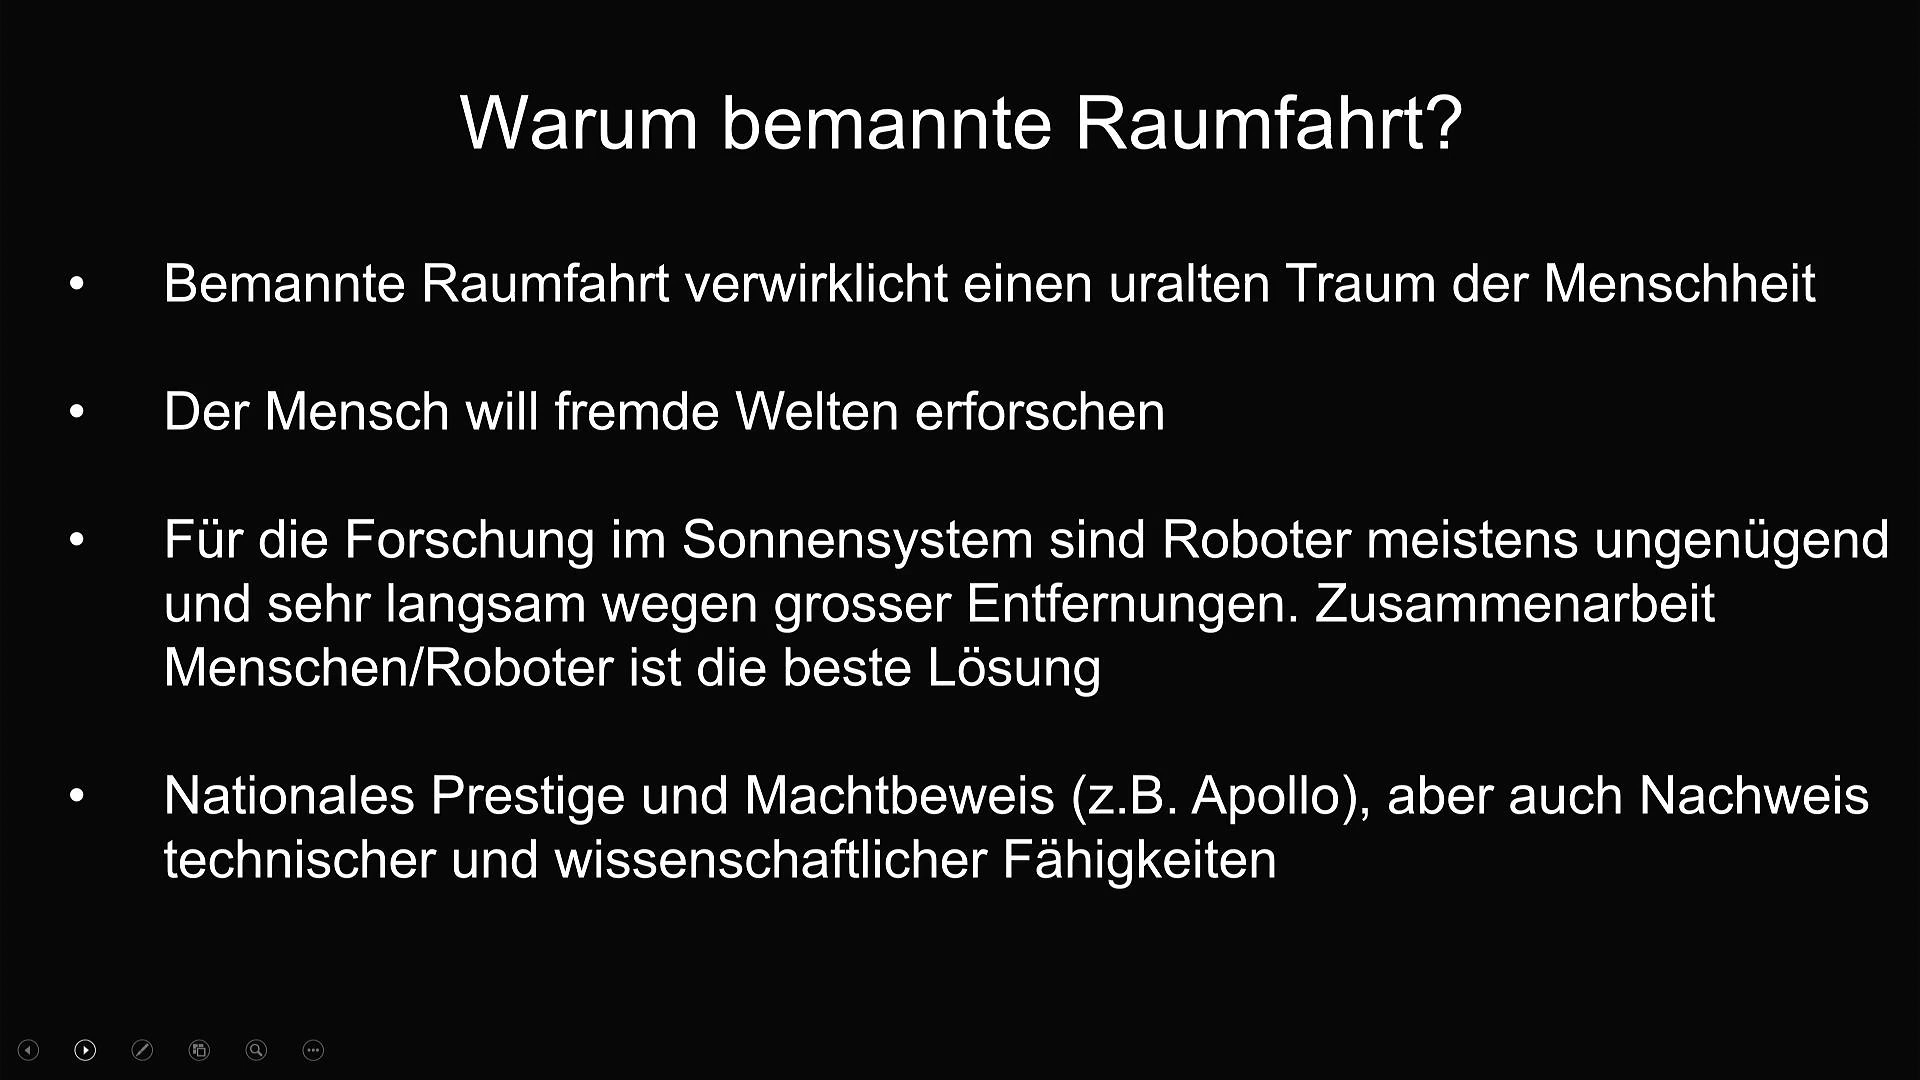 Warum bemannte Raumfahrt?
• Bemannte Raumfahrt verwirklicht einen uralten Traum der Menschheit
• Der Mensch will fremde Welten erforschen
• Für die Forschung im Sonnensystem sind Roboter meistens ungenügend
und sehr langsam wegen grosser Entfernungen. Zusammenarbeit
Menschen/Roboter ist die beste Lösung
• Nationales Prestige und Machtbeweis (z.B. Apollo), aber auch Nachweis
technischer und wissenschaftlicher Fähigkeiten